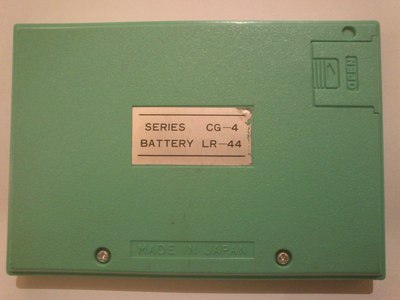 OPEN
SERIES CG-4
BATTERY LR-44
MADE IN JAPAN